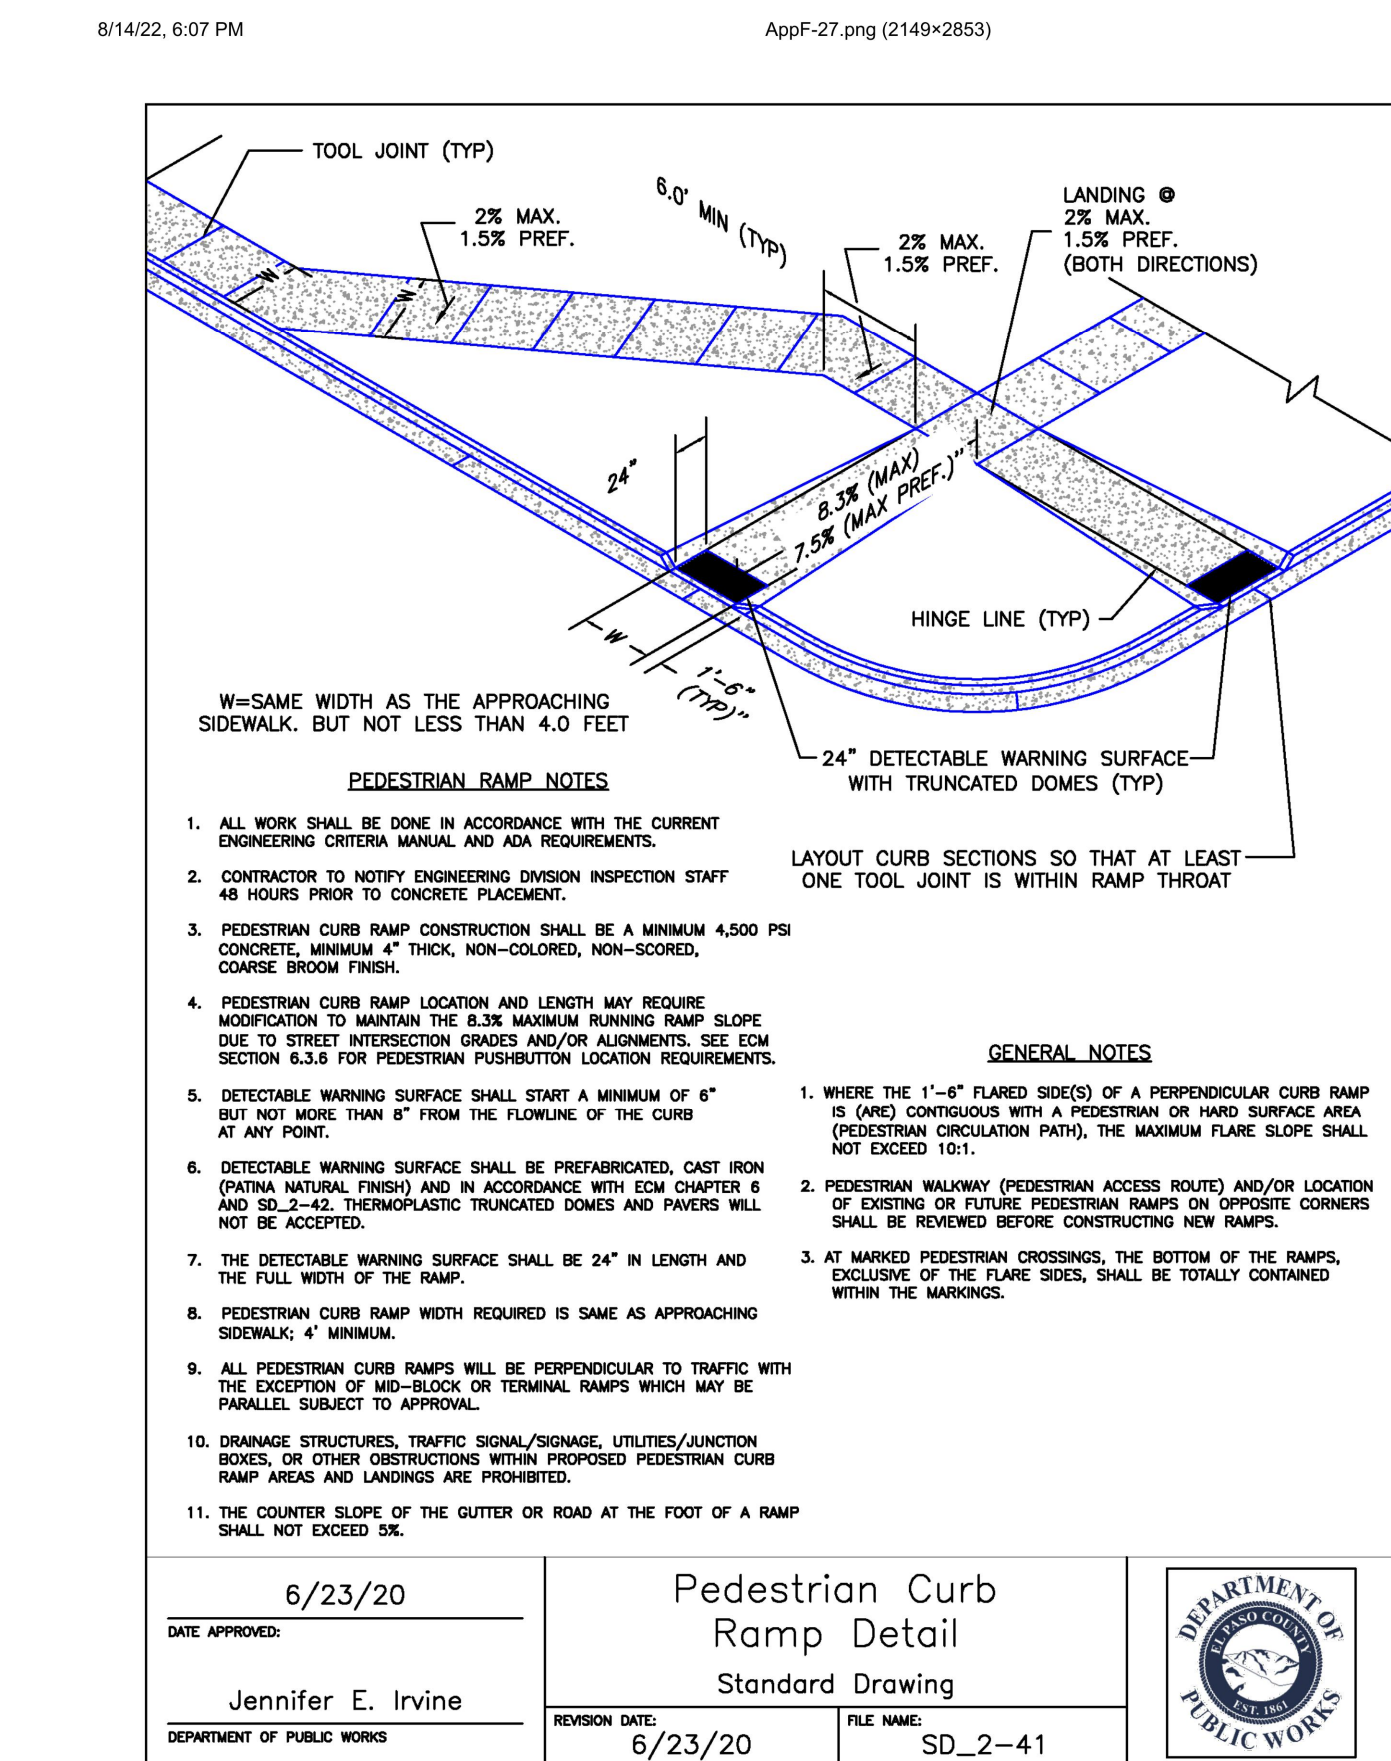 8/14/22, 6:07 PM
AppF-27.png (2149×2853)
TOOL JOINT (TYP)
2% MAX.
1.5% PREF.
6.0' MIN (TYP)
2% MAX.
1.5% PREF.
LANDING @
2% MAX.
1.5% PREF.
(BOTH DIRECTIONS)
W
W
24"
8.3% (MAX)
7.5% (MAX PREF.)"
HINGE LINE (TYP)
W
1'-6"
(TYP)"
W=SAME WIDTH AS THE APPROACHING
SIDEWALK. BUT NOT LESS THAN 4.0 FEET
24" DETECTABLE WARNING SURFACE
WITH TRUNCATED DOMES (TYP)
LAYOUT CURB SECTIONS SO THAT AT LEAST
ONE TOOL JOINT IS WITHIN RAMP THROAT
PEDESTRIAN RAMP NOTES
1. ALL WORK SHALL BE DONE IN ACCORDANCE WITH THE CURRENT
ENGINEERING CRITERIA MANUAL AND ADA REQUIREMENTS.
2. CONTRACTOR TO NOTIFY ENGINEERING DIVISION INSPECTION STAFF
48 HOURS PRIOR TO CONCRETE PLACEMENT.
3. PEDESTRIAN CURB RAMP CONSTRUCTION SHALL BE A MINIMUM 4,500 PSI
CONCRETE, MINIMUM 4" THICK, NON-COLORED, NON-SCORED,
COARSE BROOM FINISH.
4. PEDESTRIAN CURB RAMP LOCATION AND LENGTH MAY REQUIRE
MODIFICATION TO MAINTAIN THE 8.3% MAXIMUM RUNNING RAMP SLOPE
DUE TO STREET INTERSECTION GRADES AND/OR ALIGNMENTS. SEE ECM
SECTION 6.3.6 FOR PEDESTRIAN PUSHBUTTON LOCATION REQUIREMENTS.
5. DETECTABLE WARNING SURFACE SHALL START A MINIMUM OF 6"
BUT NOT MORE THAN 8" FROM THE FLOWLINE OF THE CURB
AT ANY POINT.
6. DETECTABLE WARNING SURFACE SHALL BE PREFABRICATED, CAST IRON
(PATINA NATURAL FINISH) AND IN ACCORDANCE WITH ECM CHAPTER 6
AND SD_2-42. THERMOPLASTIC TRUNCATED DOMES AND PAVERS WILL
NOT BE ACCEPTED.
7. THE DETECTABLE WARNING SURFACE SHALL BE 24" IN LENGTH AND
THE FULL WIDTH OF THE RAMP.
8. PEDESTRIAN CURB RAMP WIDTH REQUIRED IS SAME AS APPROACHING
SIDEWALK; 4' MINIMUM.
9. ALL PEDESTRIAN CURB RAMPS WILL BE PERPENDICULAR TO TRAFFIC WITH
THE EXCEPTION OF MID-BLOCK OR TERMINAL RAMPS WHICH MAY BE
PARALLEL SUBJECT TO APPROVAL.
10. DRAINAGE STRUCTURES, TRAFFIC SIGNAL/SIGNAGE, UTILITIES/JUNCTION
BOXES, OR OTHER OBSTRUCTIONS WITHIN PROPOSED PEDESTRIAN CURB
RAMP AREAS AND LANDINGS ARE PROHIBITED.
11. THE COUNTER SLOPE OF THE GUTTER OR ROAD AT THE FOOT OF A RAMP
SHALL NOT EXCEED 5%.
GENERAL NOTES
1. WHERE THE 1'-6" FLARED SIDE(S) OF A PERPENDICULAR CURB RAMP
IS (ARE) CONTIGUOUS WITH A PEDESTRIAN OR HARD SURFACE AREA
(PEDESTRIAN CIRCULATION PATH), THE MAXIMUM FLARE SLOPE SHALL
NOT EXCEED 10:1.
2. PEDESTRIAN WALKWAY (PEDESTRIAN ACCESS ROUTE) AND/OR LOCATION
OF EXISTING OR FUTURE PEDESTRIAN RAMPS ON OPPOSITE CORNERS
SHALL BE REVIEWED BEFORE CONSTRUCTING NEW RAMPS.
3. AT MARKED PEDESTRIAN CROSSINGS, THE BOTTOM OF THE RAMPS,
EXCLUSIVE OF THE FLARE SIDES, SHALL BE TOTALLY CONTAINED
WITHIN THE MARKINGS.
6/23/20
DATE APPROVED:
Jennifer E. Irvine
DEPARTMENT OF PUBLIC WORKS
Pedestrian Curb
Ramp Detail
Standard Drawing
REVISION DATE:
6/23/20
FILE NAME:
SD_2-41
DEPARTMENT OF
EL PASO COUNTY
EST. 1861
PUBLIC WORKS